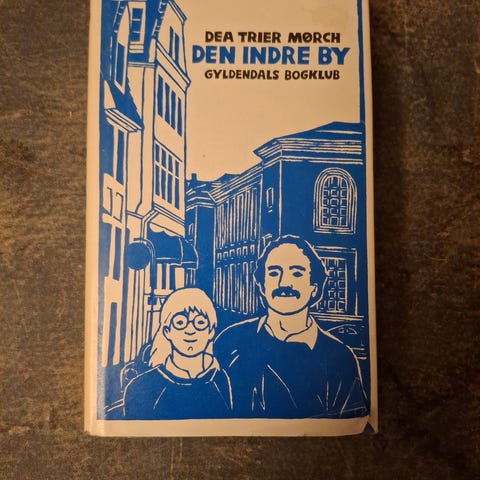 DEA TRIER MØRCH
DEN INDRE BY
GYLDENDALS BOGKLUB